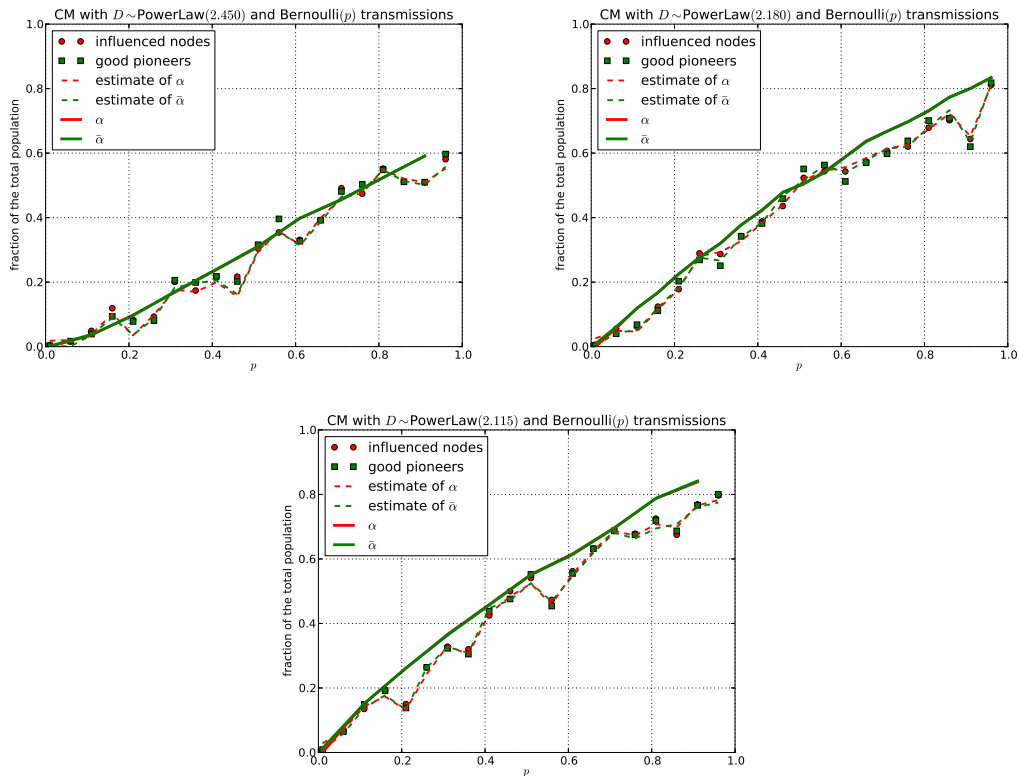 CM with D∼PowerLaw(2.450) and Bernoulli(p) transmissions
1.0
0.8
0.6
0.4
0.2
0.0
fraction of the total population
influenced nodes
good pioneers
estimate of α
estimate of ᾱ
α
ᾱ
0.0 0.2 0.4 0.6 0.8 1.0
p
CM with D∼PowerLaw(2.180) and Bernoulli(p) transmissions
1.0
0.8
0.6
0.4
0.2
0.0
fraction of the total population
influenced nodes
good pioneers
estimate of α
estimate of ᾱ
α
ᾱ
0.0 0.2 0.4 0.6 0.8 1.0
p
CM with D∼PowerLaw(2.115) and Bernoulli(p) transmissions
1.0
0.8
0.6
0.4
0.2
0.0
fraction of the total population
influenced nodes
good pioneers
estimate of α
estimate of ᾱ
α
ᾱ
0.0 0.2 0.4 0.6 0.8 1.0
p